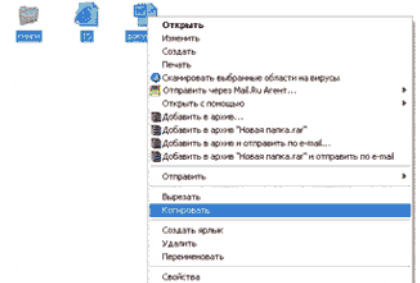 книги
15
Открыть
Изменить
Создать
Печать
Сканировать выбранные области на вирусы
Отправить через Mail.Ru Агент...
Открыть с помощью
Добавить в архив...
Добавить в архив "Новая папка.rar"
Добавить в архив и отправить по e-mail...
Добавить в архив "Новая папка.rar" и отправить по e-mail
Отправить
Вырезать
Копировать
Создать ярлык
Удалить
Переименовать
Свойства